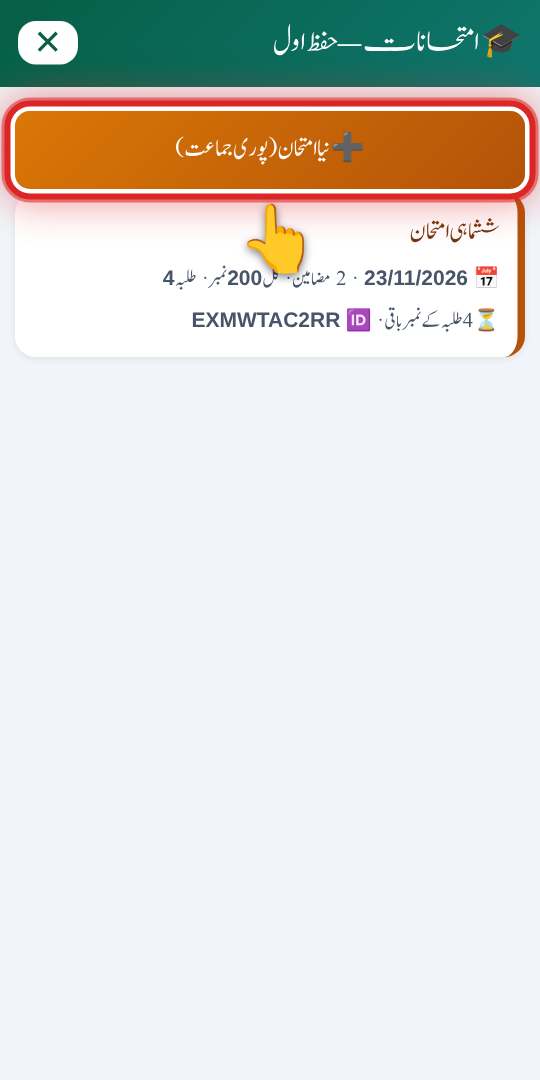 🎓 امتحانات — حفظ اول
✕
➕ نیا امتحان (پوری جماعت)
ششماہی امتحان
📅 23/11/2026 · 2 مضامین · کل 200 نمبر · طلبہ 4
⏳ 4 طلبہ کے نمبر باقی · 🆔 EXMWTAC2RR